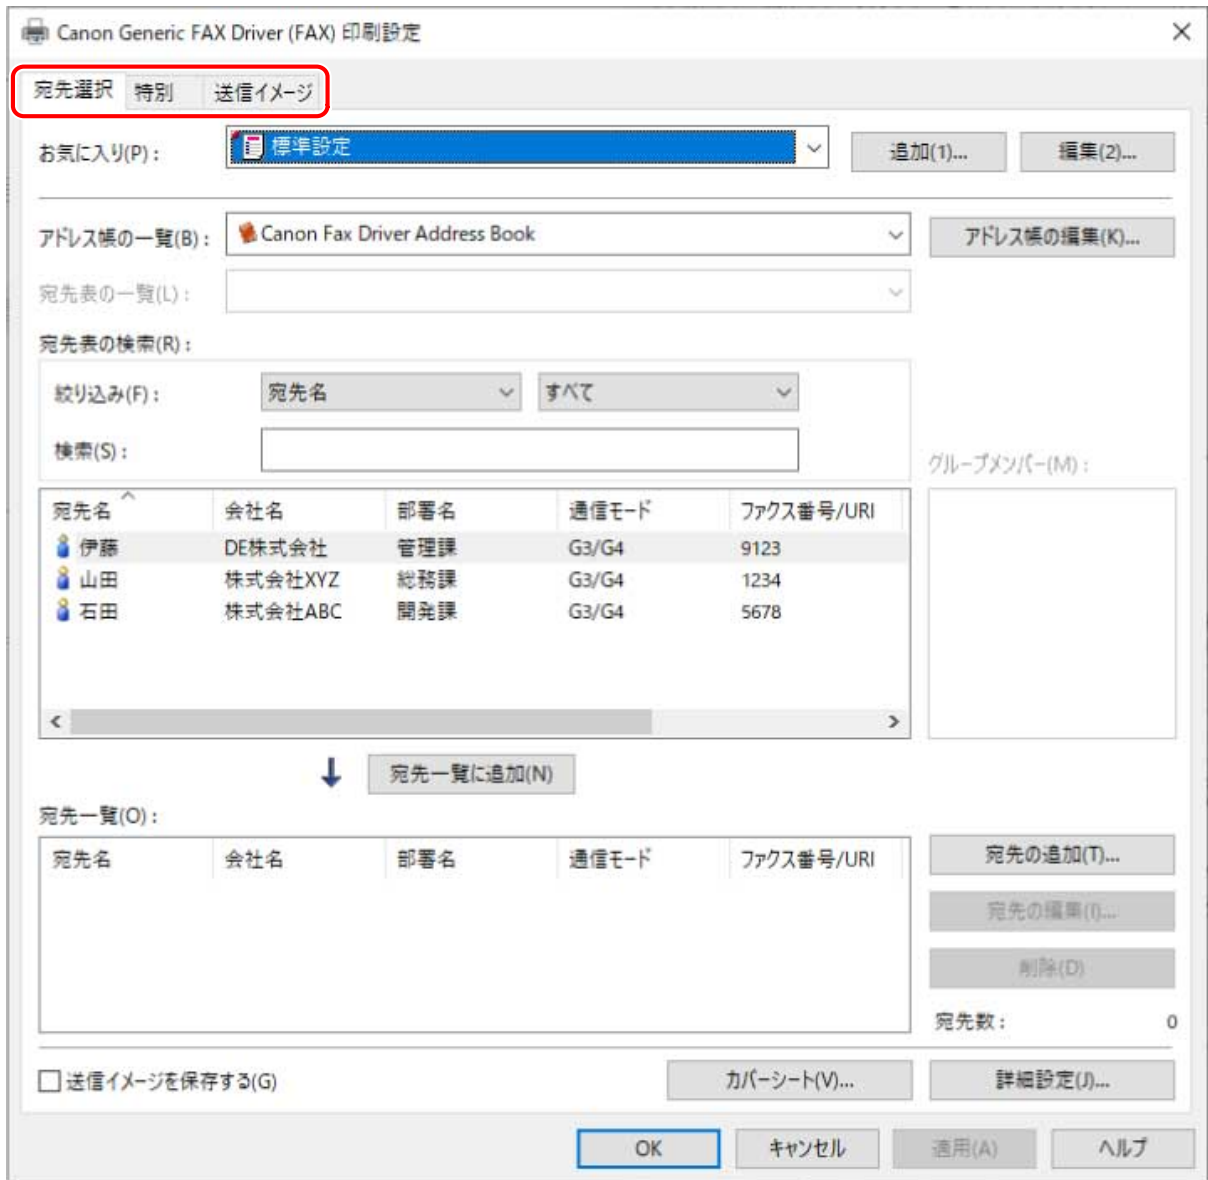 Canon Generic FAX Driver (FAX) 印刷設定
宛先選択 特別 送信イメージ
お気に入り(P): 標準設定 追加(1)... 編集(2)...
アドレス帳の一覧(B): Canon Fax Driver Address Book アドレス帳の編集(K)...
宛先表の一覧(L):
宛先表の検索(R):
絞り込み(F): 宛先名 すべて
検索(S):
グループメンバー(M):
宛先名 会社名 部署名 通信モード ファクス番号/URI
伊藤 DE株式会社 管理課 G3/G4 9123
山田 株式会社XYZ 総務課 G3/G4 1234
石田 株式会社ABC 開発課 G3/G4 5678
宛先一覧に追加(N)
宛先一覧(O):
宛先名 会社名 部署名 通信モード ファクス番号/URI
宛先の追加(T)...
宛先の編集(I)...
削除(D)
宛先数: 0
送信イメージを保存する(G) カバーシート(V)... 詳細設定(J)...
OK キャンセル 適用(A) ヘルプ